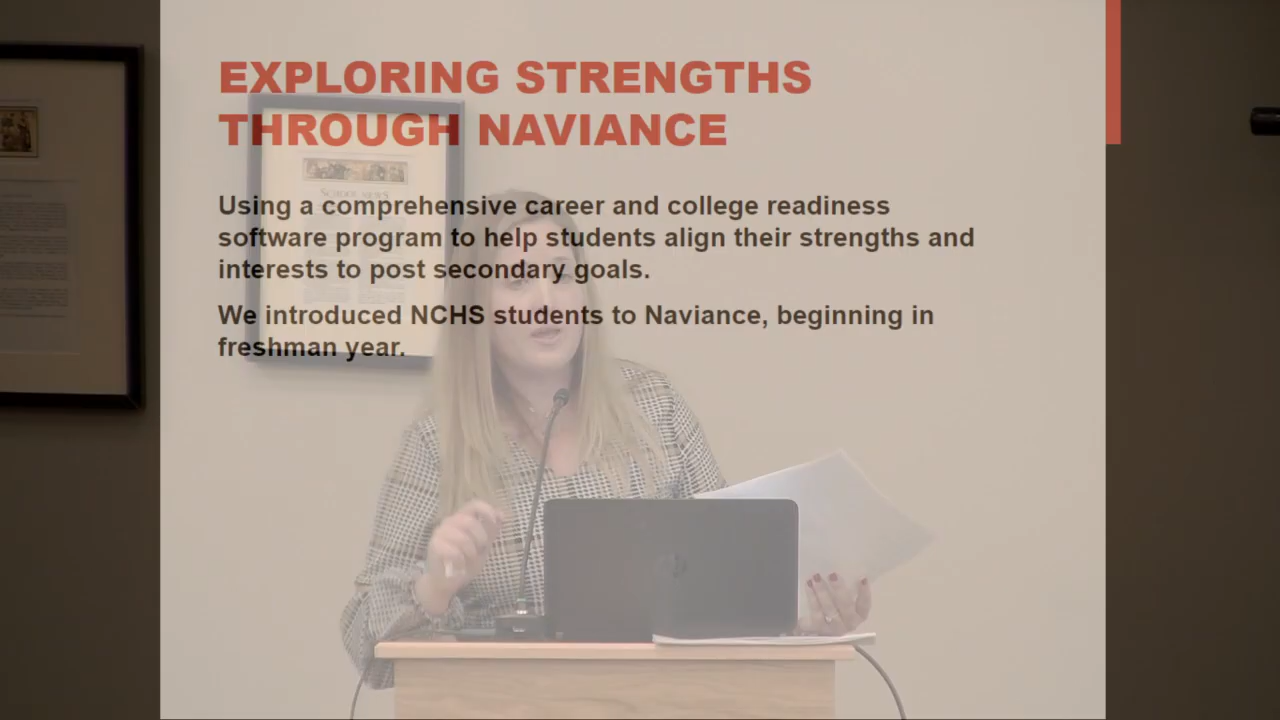 EXPLORING STRENGTHS
THROUGH NAVIANCE
Using a comprehensive career and college readiness
software program to help students align their strengths and
interests to post secondary goals.
We introduced NCHS students to Naviance, beginning in
freshman year.